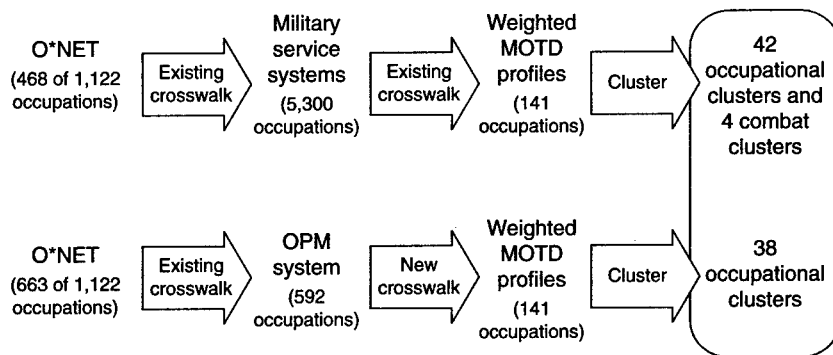 O*NET
(468 of 1,122
occupations)
Existing
crosswalk
Military
service
systems
(5,300
occupations)
Existing
crosswalk
Weighted
MOTD
profiles
(141
occupations)
Cluster
42
occupational
clusters and
4 combat
clusters
O*NET
(663 of 1,122
occupations)
Existing
crosswalk
OPM
system
(592
occupations)
New
crosswalk
Weighted
MOTD
profiles
(141
occupations)
Cluster
38
occupational
clusters